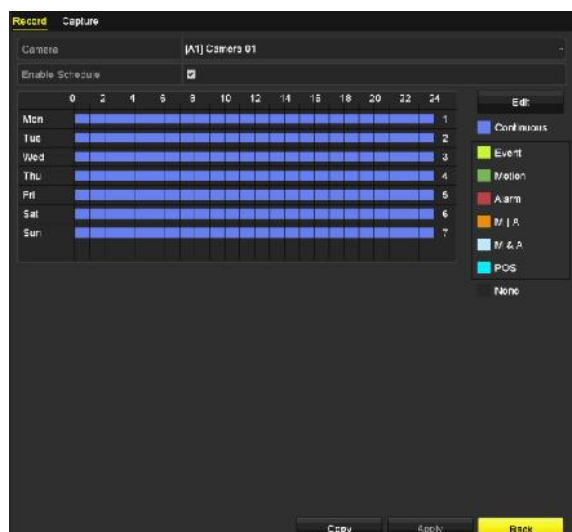 Record Capture
Camera [A1] Camera 01
Enable Schedule
0 2 4 6 8 10 12 14 16 18 20 22 24
Edit
Mon 1
Continuous
Tue 2
Wed 3
Event
Thu 4
Motion
Fri 5
Alarm
Sat 6
M | A
Sun 7
M & A
POS
None
Copy Apply Back